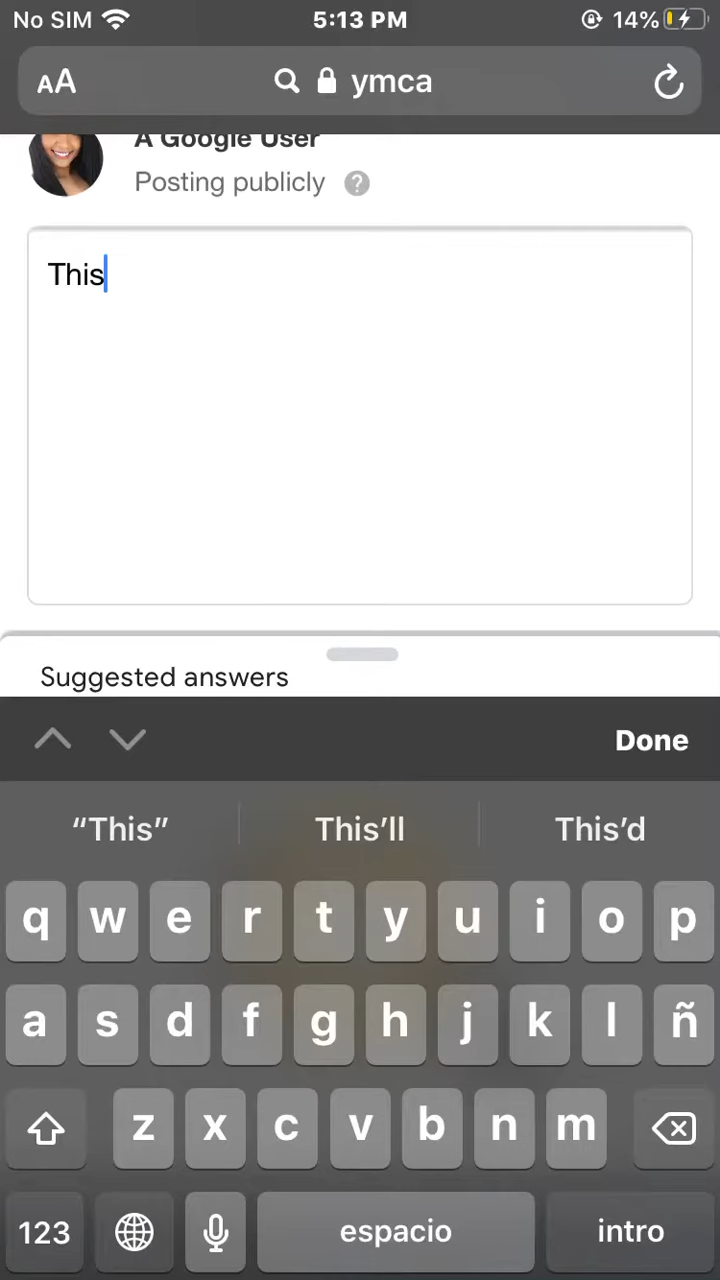 No SIM 5:13 PM 14%
AA ymca
A Google User
Posting publicly ?
This
Suggested answers
Done
“This” This’ll This’d
q w e r t y u i o p
a s d f g h j k l ñ
z x c v b n m
123 espacio intro